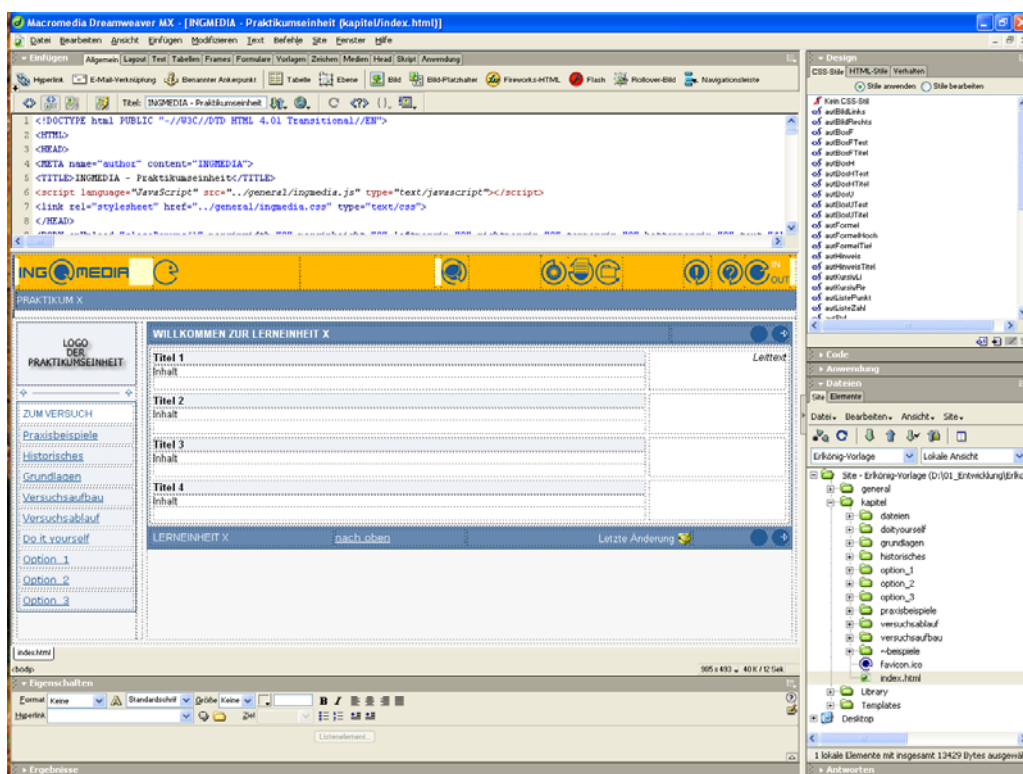 Macromedia Dreamweaver MX - [INGMEDIA - Praktikumseinheit (kapitel/index.html)]
Datei Bearbeiten Ansicht Einfügen Modifizieren Text Befehle Site Fenster Hilfe
Einfügen Allgemein Layout Text Tabellen Frames Formulare Vorlagen Zeichen Medien Head Skript Anwendung
Hyperlink E-Mail-Verknüpfung Benannter Ankerpunkt Tabelle Ebene Bild Bild-Platzhalter Fireworks-HTML Flash Rollover-Bild Navigationsleiste
Titel: INGMEDIA - Praktikumseinheit
1 <!DOCTYPE html PUBLIC "-//W3C//DTD HTML 4.01 Transitional//EN">
2 <HTML>
3 <HEAD>
4 <META name="author" content="INGMEDIA">
5 <TITLE>INGMEDIA - Praktikumseinheit</TITLE>
6 <script language="JavaScript" src="../general/ingmedia.js" type="text/javascript"></script>
7 <link rel="stylesheet" href="../general/ingmedia.css" type="text/css">
8 </HEAD>
ING MEDIA IN OUT
PRAKTIKUM X
LOGO
DER
PRAKTIKUMSEINHEIT
ZUM VERSUCH
Praxisbeispiele
Historisches
Grundlagen
Versuchsaufbau
Versuchsablauf
Do it yourself
Option 1
Option 2
Option 3
WILLKOMMEN ZUR LERNEINHEIT X
Titel 1 Leittext
Inhalt
Titel 2
Inhalt
Titel 3
Inhalt
Titel 4
Inhalt
LERNEINHEIT X nach oben Letzte Änderung
index.html
<body> 985 x 493 40 K / 12 Sek.
Eigenschaften
Format Keine Standardschrif Größe Keine B I
Hyperlink Ziel
Listenelement...
Ergebnisse
Design
CSS-Stile HTML-Stile Verhalten
Stile anwenden Stile bearbeiten
Kein CSS-Stil
autBildLinks
autBildRechts
autBoxF
autBoxFText
autBoxFTitel
autBoxH
autBoxHText
autBoxHTitel
autBoxU
autBoxUText
autBoxUTitel
autFormel
autFormelHoch
autFormelTief
autHinweis
autHinweisTitel
autKursivLi
autKursivRe
autListePunkt
autListeZahl
Code
Anwendung
Dateien
Site Elemente
Datei Bearbeiten Ansicht Site
Erlkönig-Vorlage Lokale Ansicht
Site - Erlkönig-Vorlage (D:\01_Entwicklung\Erlkö
general
kapitel
dateien
doityourself
grundlagen
historisches
option_1
option_2
option_3
praxisbeispiele
versuchsablauf
versuchsaufbau
~beispiele
favicon.ico
index.html
Library
Templates
Desktop
1 lokale Elemente mit insgesamt 13429 Bytes ausgewäl
Antworten